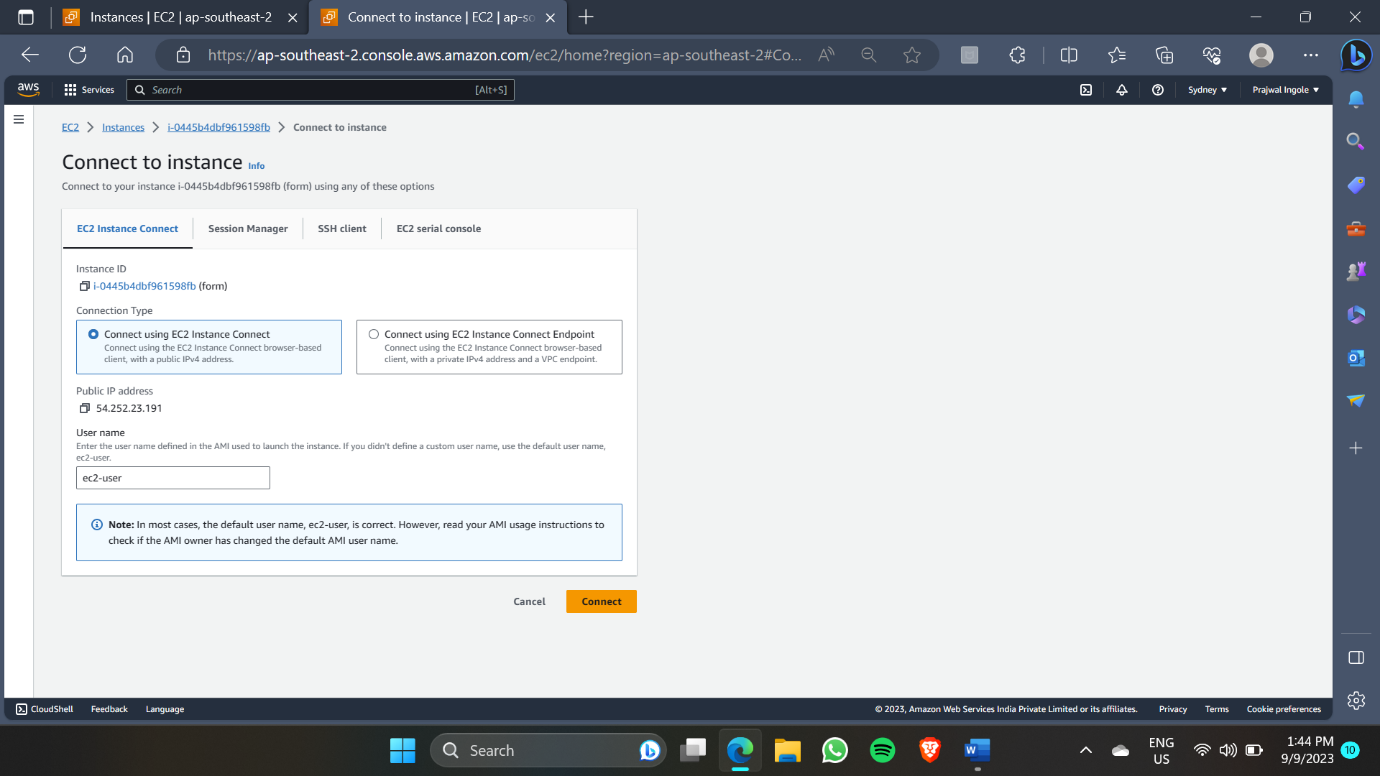 Instances | EC2 | ap-southeast-2
Connect to instance | EC2 | ap-so
https://ap-southeast-2.console.aws.amazon.com/ec2/home?region=ap-southeast-2#Co...
aws
Services
Search
[Alt+S]
Sydney
Prajwal Ingole
EC2 > Instances > i-0445b4dbf961598fb > Connect to instance
Connect to instance Info
Connect to your instance i-0445b4dbf961598fb (form) using any of these options
EC2 Instance Connect
Session Manager
SSH client
EC2 serial console
Instance ID
i-0445b4dbf961598fb (form)
Connection Type
Connect using EC2 Instance Connect
Connect using the EC2 Instance Connect browser-based
client, with a public IPv4 address.
Connect using EC2 Instance Connect Endpoint
Connect using the EC2 Instance Connect browser-based
client, with a private IPv4 address and a VPC endpoint.
Public IP address
54.252.23.191
User name
Enter the user name defined in the AMI used to launch the instance. If you didn't define a custom user name, use the default user name,
ec2-user.
ec2-user
Note: In most cases, the default user name, ec2-user, is correct. However, read your AMI usage instructions to
check if the AMI owner has changed the default AMI user name.
Cancel
Connect
CloudShell
Feedback
Language
© 2023, Amazon Web Services India Private Limited or its affiliates.
Privacy
Terms
Cookie preferences
Search
ENG
US
1:44 PM
9/9/2023
10